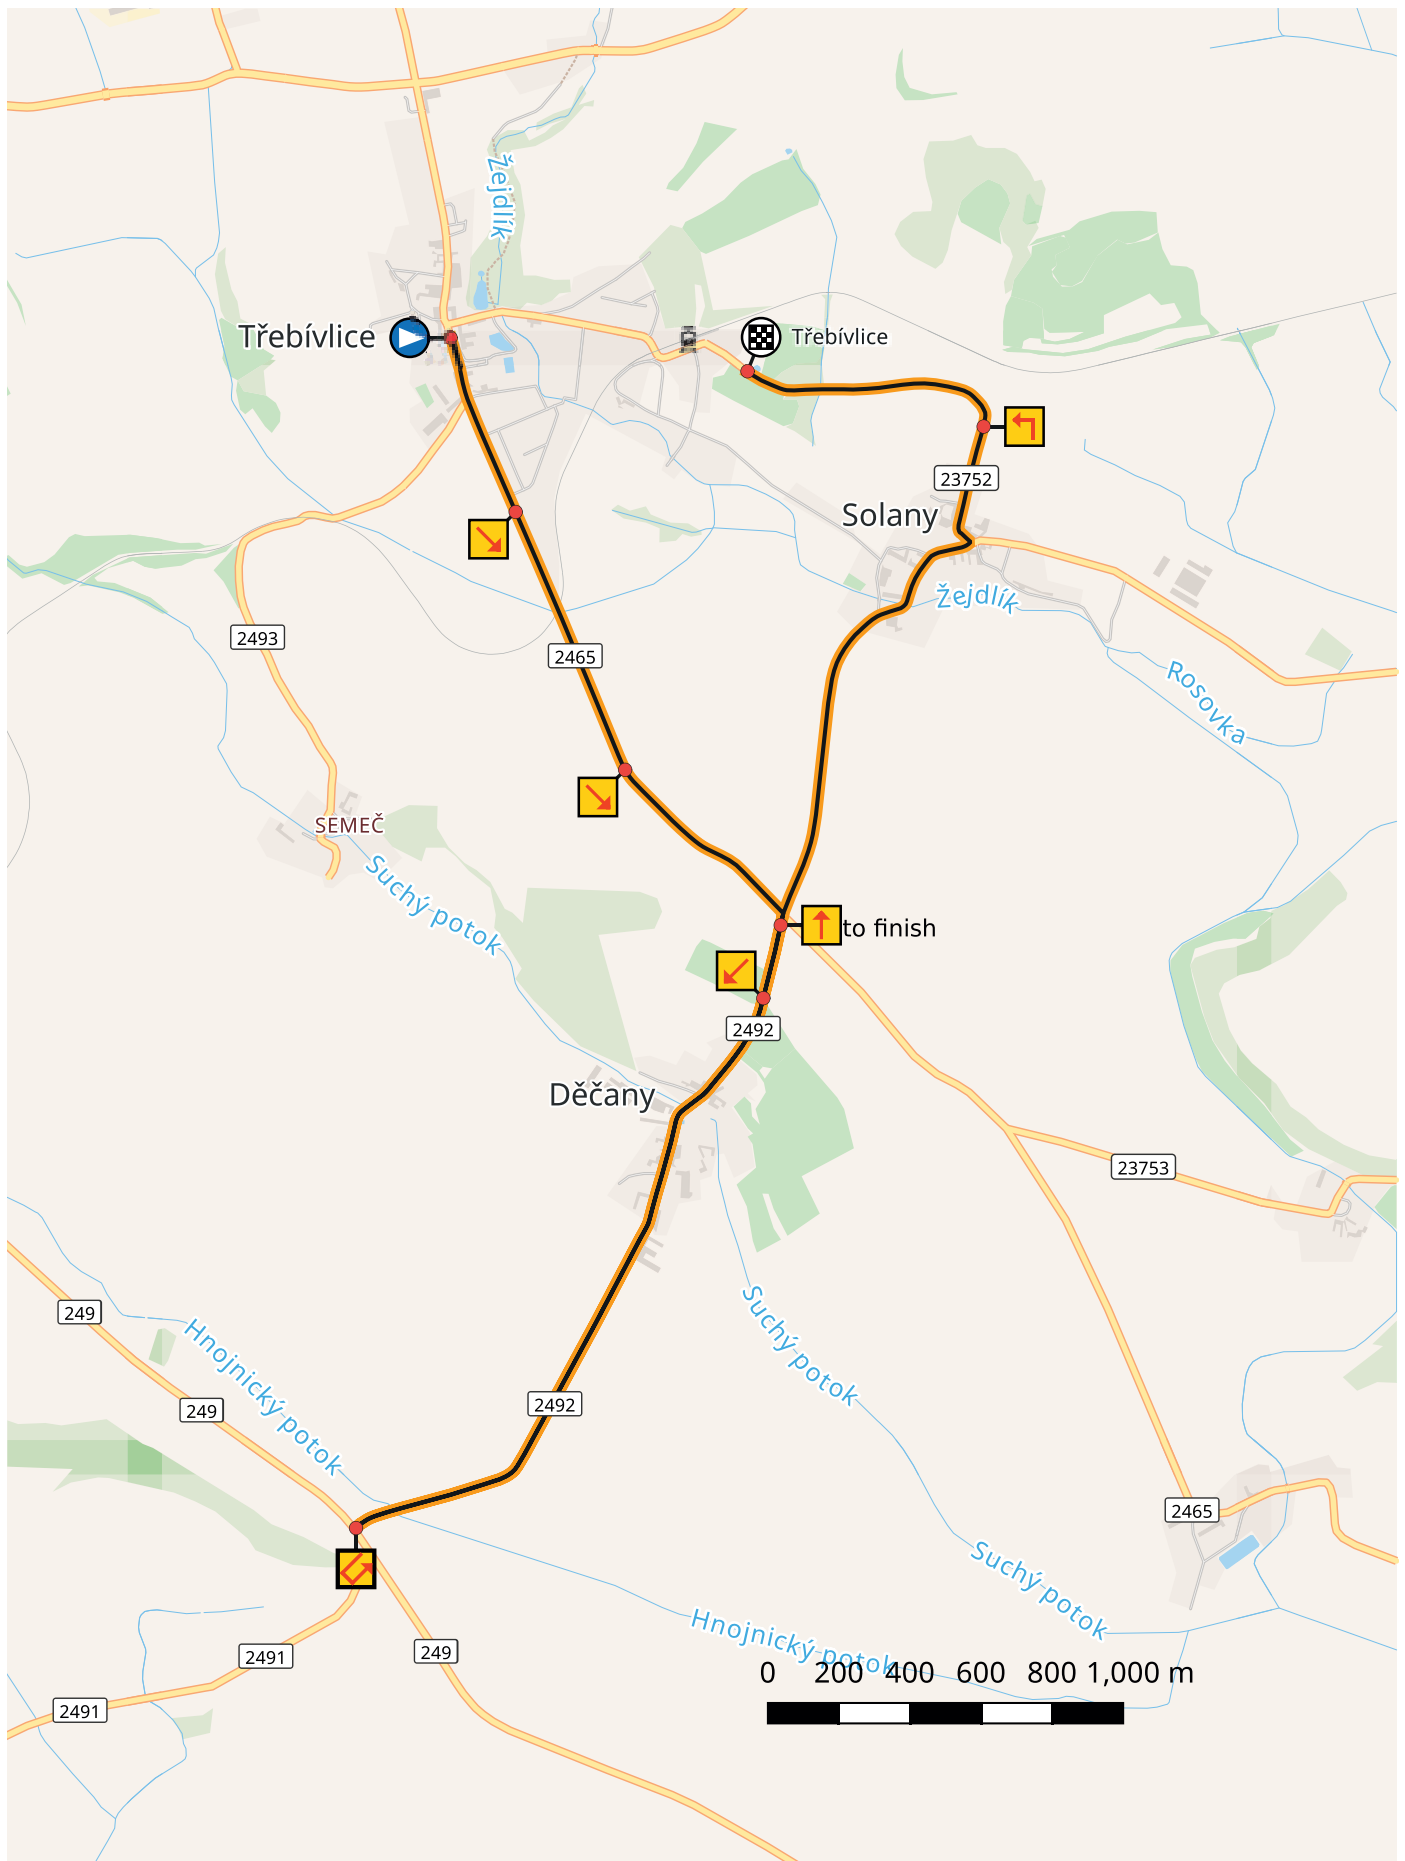 Žejdlík
Třebívlice
Třebívlice
23752
Solany
Žejdlík
2493
2465
Rosovka
SEMEČ
Suchý potok
to finish
2492
Děčany
23753
249
Hnojnický potok
Suchý potok
249
2492
2465
Suchý potok
Hnojnický potok
2491
249
0 200 400 600 800 1,000 m
2491